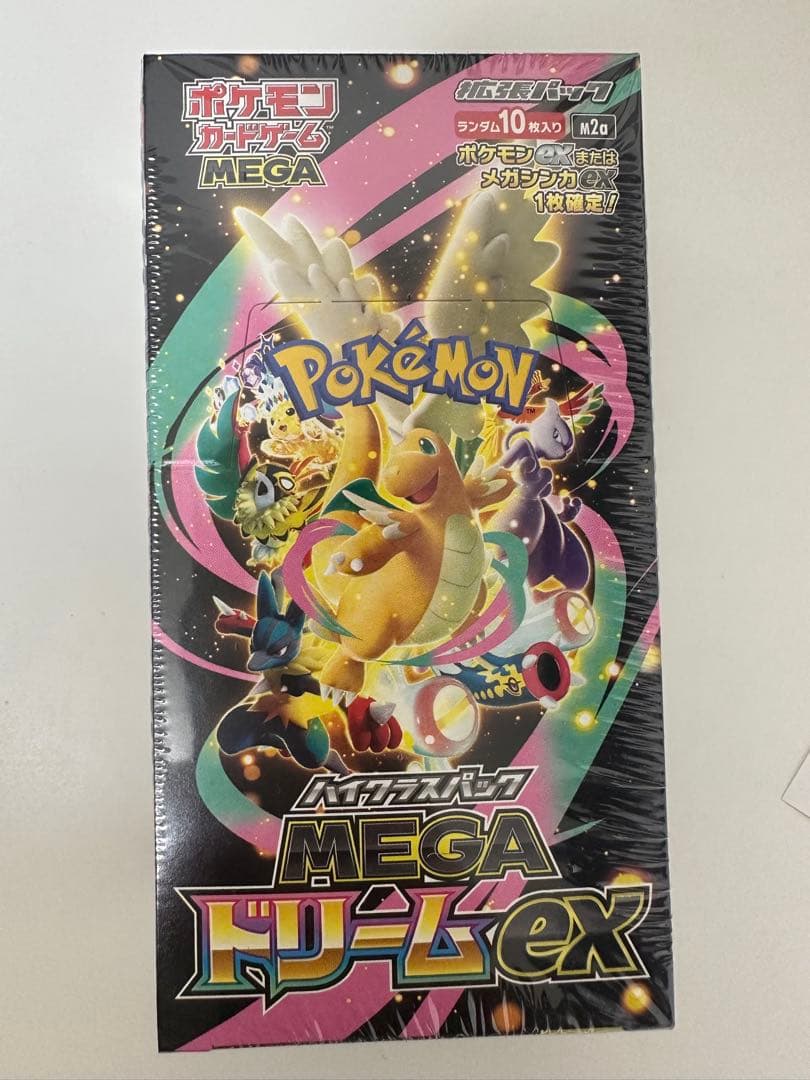 ポケモン
カードゲーム™
MEGA
拡張パック
ランダム10枚入り M2a
ポケモンexまたは
メガシンカex
1枚確定!
POKÉMON™
ハイクラスパック
MEGA
ドリームex